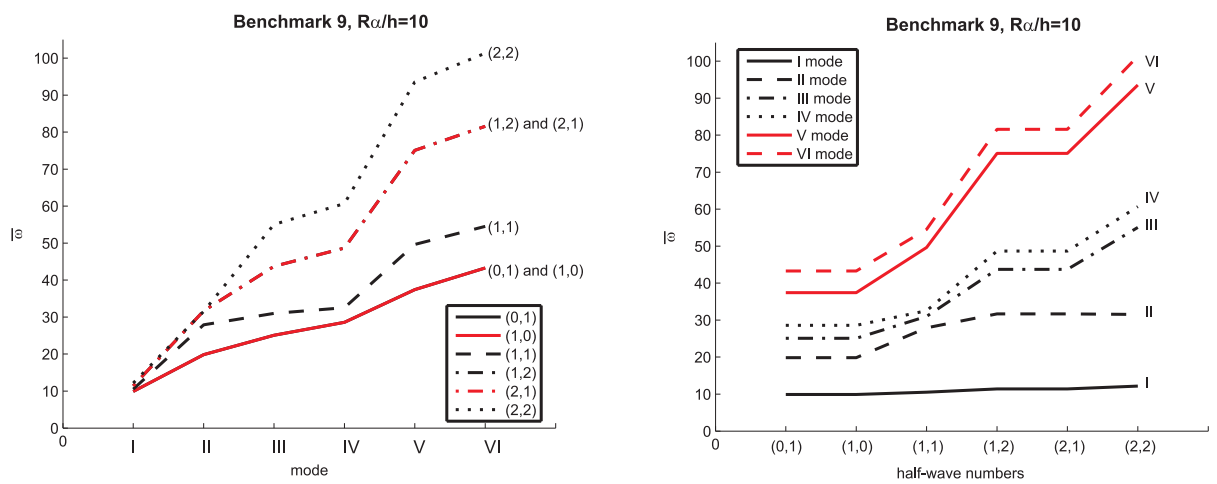 Benchmark 9, Rα/h=10
100
90
80
70
60
50
40
30
20
10
0
ω̅
0
I
II
III
IV
V
VI
mode
(2,2)
(1,2) and (2,1)
(1,1)
(0,1) and (1,0)
(0,1)
(1,0)
(1,1)
(1,2)
(2,1)
(2,2)
Benchmark 9, Rα/h=10
100
90
80
70
60
50
40
30
20
10
0
ω̅
0
(0,1)
(1,0)
(1,1)
(1,2)
(2,1)
(2,2)
half-wave numbers
I mode
II mode
III mode
IV mode
V mode
VI mode
VI
V
IV
III
II
I